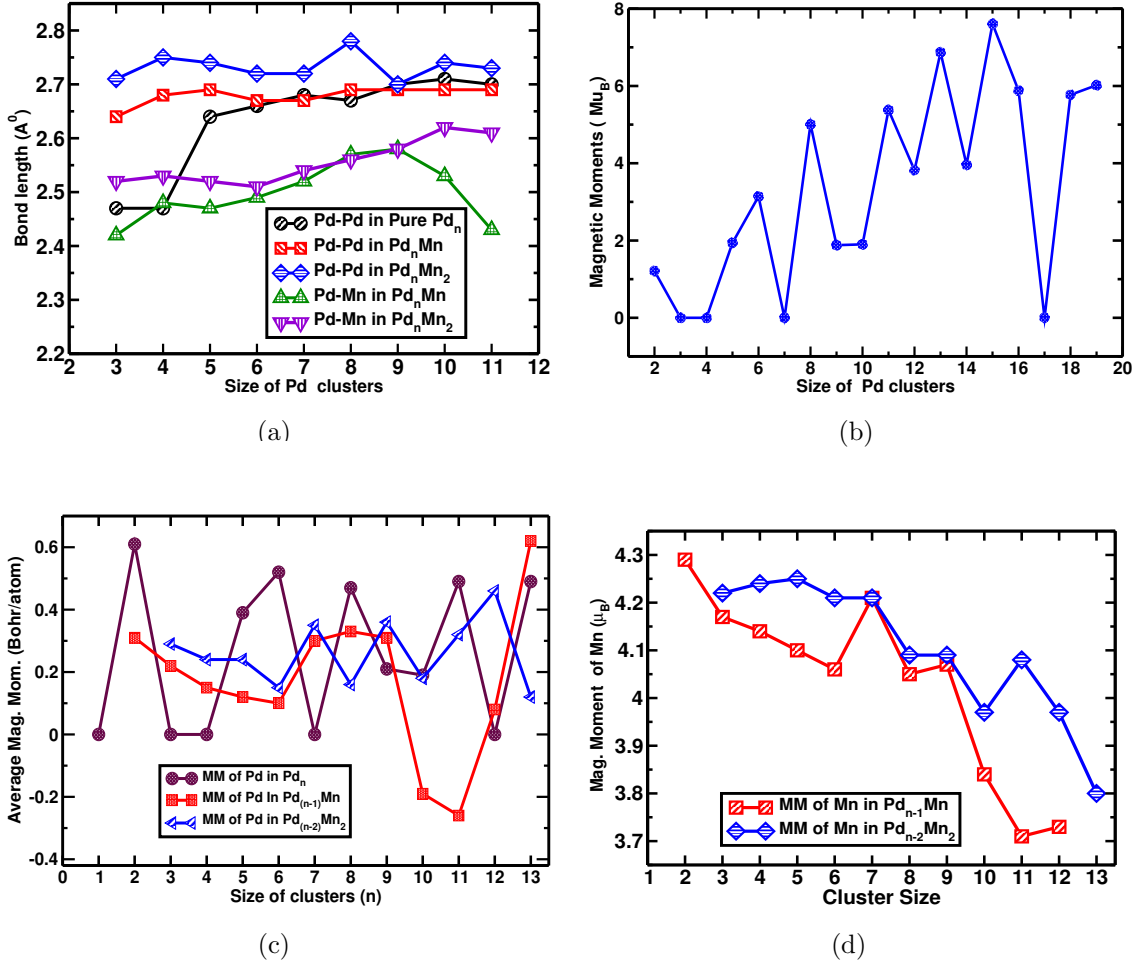 2.8
2.7
2.6
2.5
2.4
2.3
2.2
Bond length (A⁰)
Pd-Pd in Pure Pdₙ
Pd-Pd in PdₙMn
Pd-Pd in PdₙMn₂
Pd-Mn in PdₙMn
Pd-Mn in PdₙMn₂
2 3 4 5 6 7 8 9 10 11 12
Size of Pd clusters
(a)
8
6
4
2
0
Magnetic Moments ( Mu_B)
2 4 6 8 10 12 14 16 18 20
Size of Pd clusters
(b)
0.6
0.4
0.2
0
-0.2
-0.4
Average Mag. Mom. (Bohr/atom)
MM of Pd in Pdₙ
MM of Pd In Pd₍ₙ₋₁₎Mn
MM of Pd in Pd₍ₙ₋₂₎Mn₂
0 1 2 3 4 5 6 7 8 9 10 11 12 13
Size of clusters (n)
(c)
4.3
4.2
4.1
4
3.9
3.8
3.7
Mag. Moment of Mn (μ_B)
MM of Mn in Pdₙ₋₁Mn
MM of Mn in Pdₙ₋₂Mn₂
1 2 3 4 5 6 7 8 9 10 11 12 13
Cluster Size
(d)